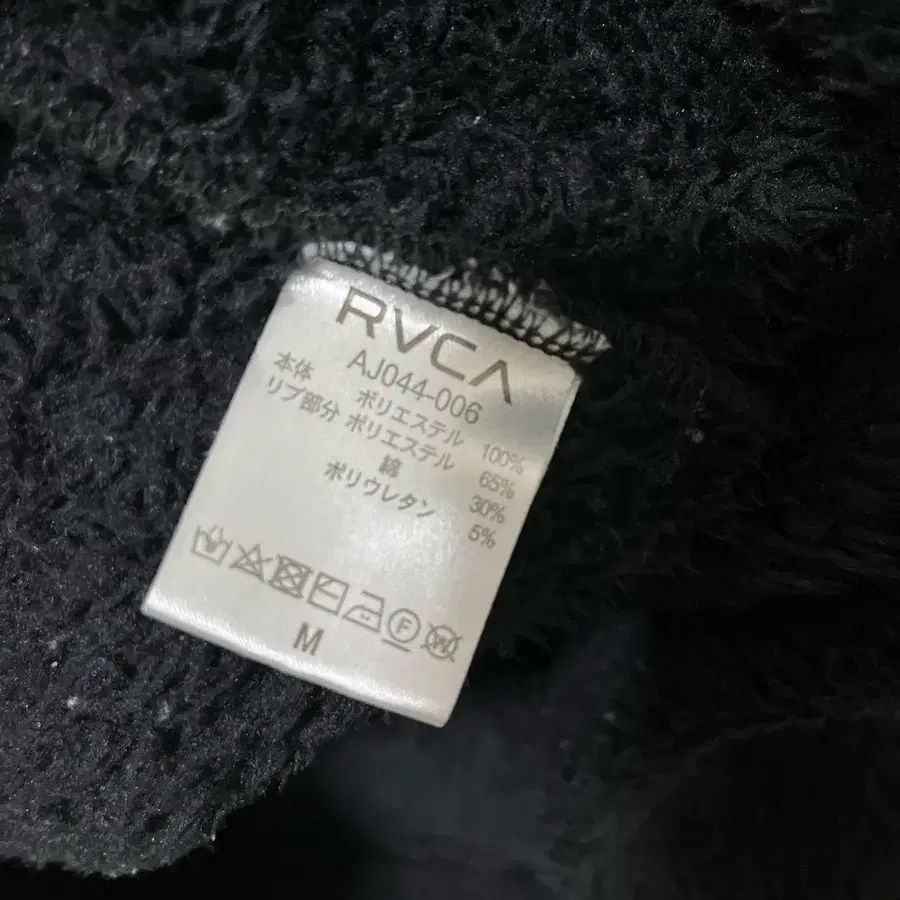 RVCA
AJ044-006
本体 ポリエステル 100%
リブ部分 ポリエステル 65%
綿 30%
ポリウレタン 5%
F W
M